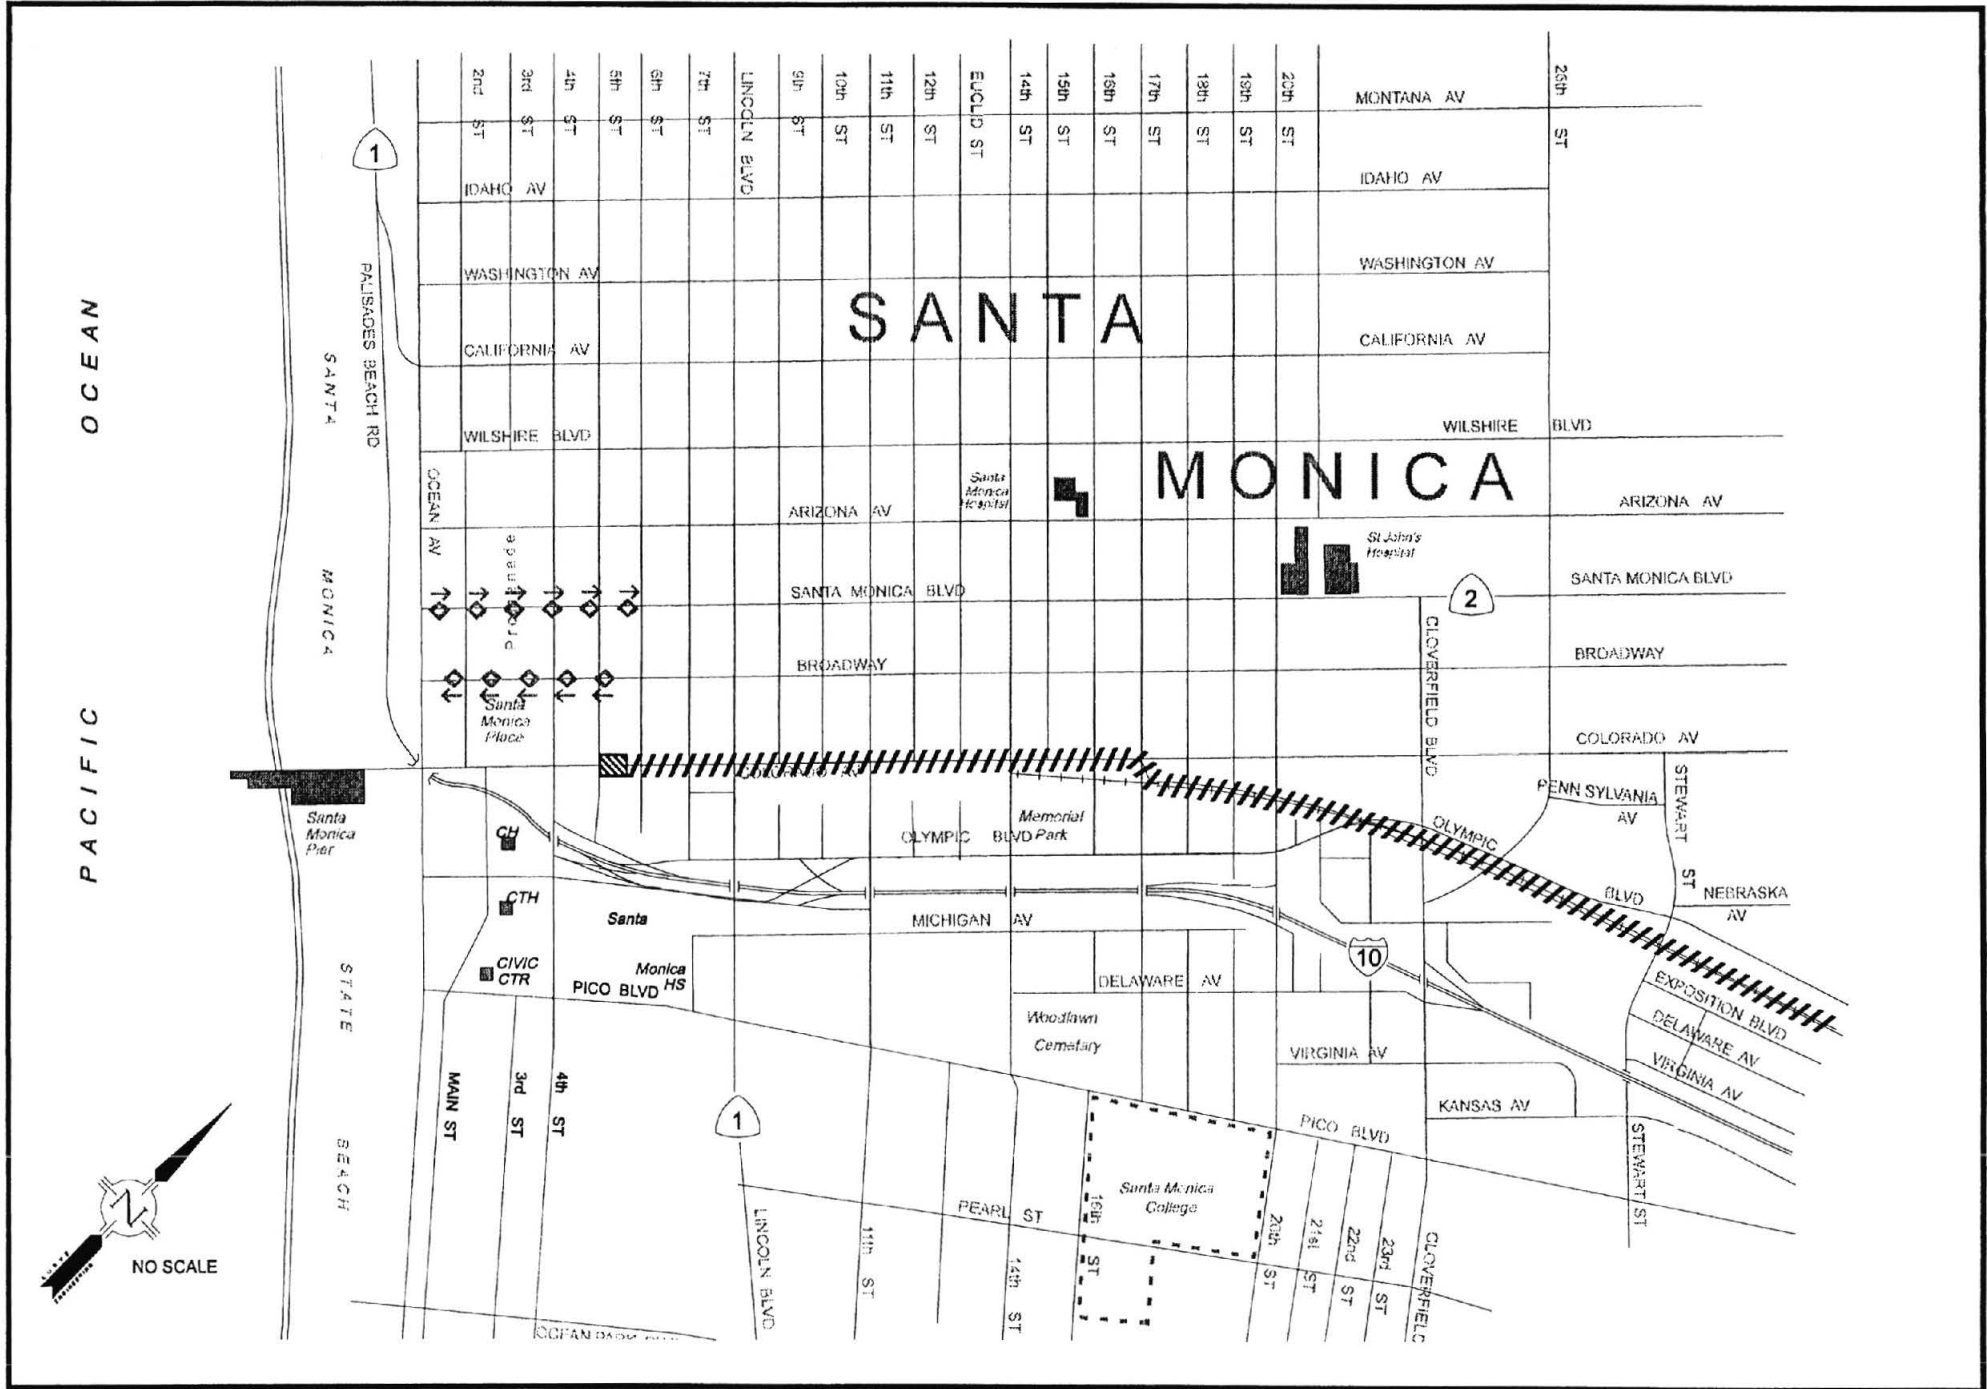 2nd ST
3rd ST
4th ST
5th ST
6th ST
7th ST
LINCOLN BLVD
9th ST
10th ST
11th ST
12th ST
EUCLID ST
14th ST
15th ST
16th ST
17th ST
18th ST
19th ST
20th ST
26th ST
MONTANA AV
1
IDAHO AV
IDAHO AV
WASHINGTON AV
WASHINGTON AV
PALISADES BEACH RD
SANTA
CALIFORNIA AV
CALIFORNIA AV
WILSHIRE BLVD
WILSHIRE BLVD
MONICA
OCEAN AV
Santa
Monica
Hospital
ARIZONA AV
ARIZONA AV
Promenade
St John's
Hospital
SANTA MONICA BLVD
SANTA MONICA BLVD
2
BROADWAY
BROADWAY
CLOVERFIELD BLVD
Santa
Monica
Place
COLORADO AV
COLORADO AV
PENN SYLVANIA
AV
STEWART ST
Santa
Monica
Pier
Memorial
Park
OLYMPIC BLVD
OLYMPIC BLVD
CH
CTH
CIVIC
CTR
Santa
Monica
HS
MICHIGAN AV
NEBRASKA
AV
10
PICO BLVD
DELAWARE AV
EXPOSITION BLVD
DELAWARE AV
VIRGINIA AV
Woodlawn
Cemetary
VIRGINIA AV
KANSAS AV
MAIN ST
3rd ST
4th ST
1
PICO BLVD
STEWART ST
Santa Monica
College
PEARL ST
LINCOLN BLVD
11th ST
14th ST
16th ST
20th ST
21st ST
22nd ST
23rd ST
CLOVERFIELD
OCEAN PARK
PACIFIC OCEAN
SANTA MONICA STATE BEACH
N
NO SCALE